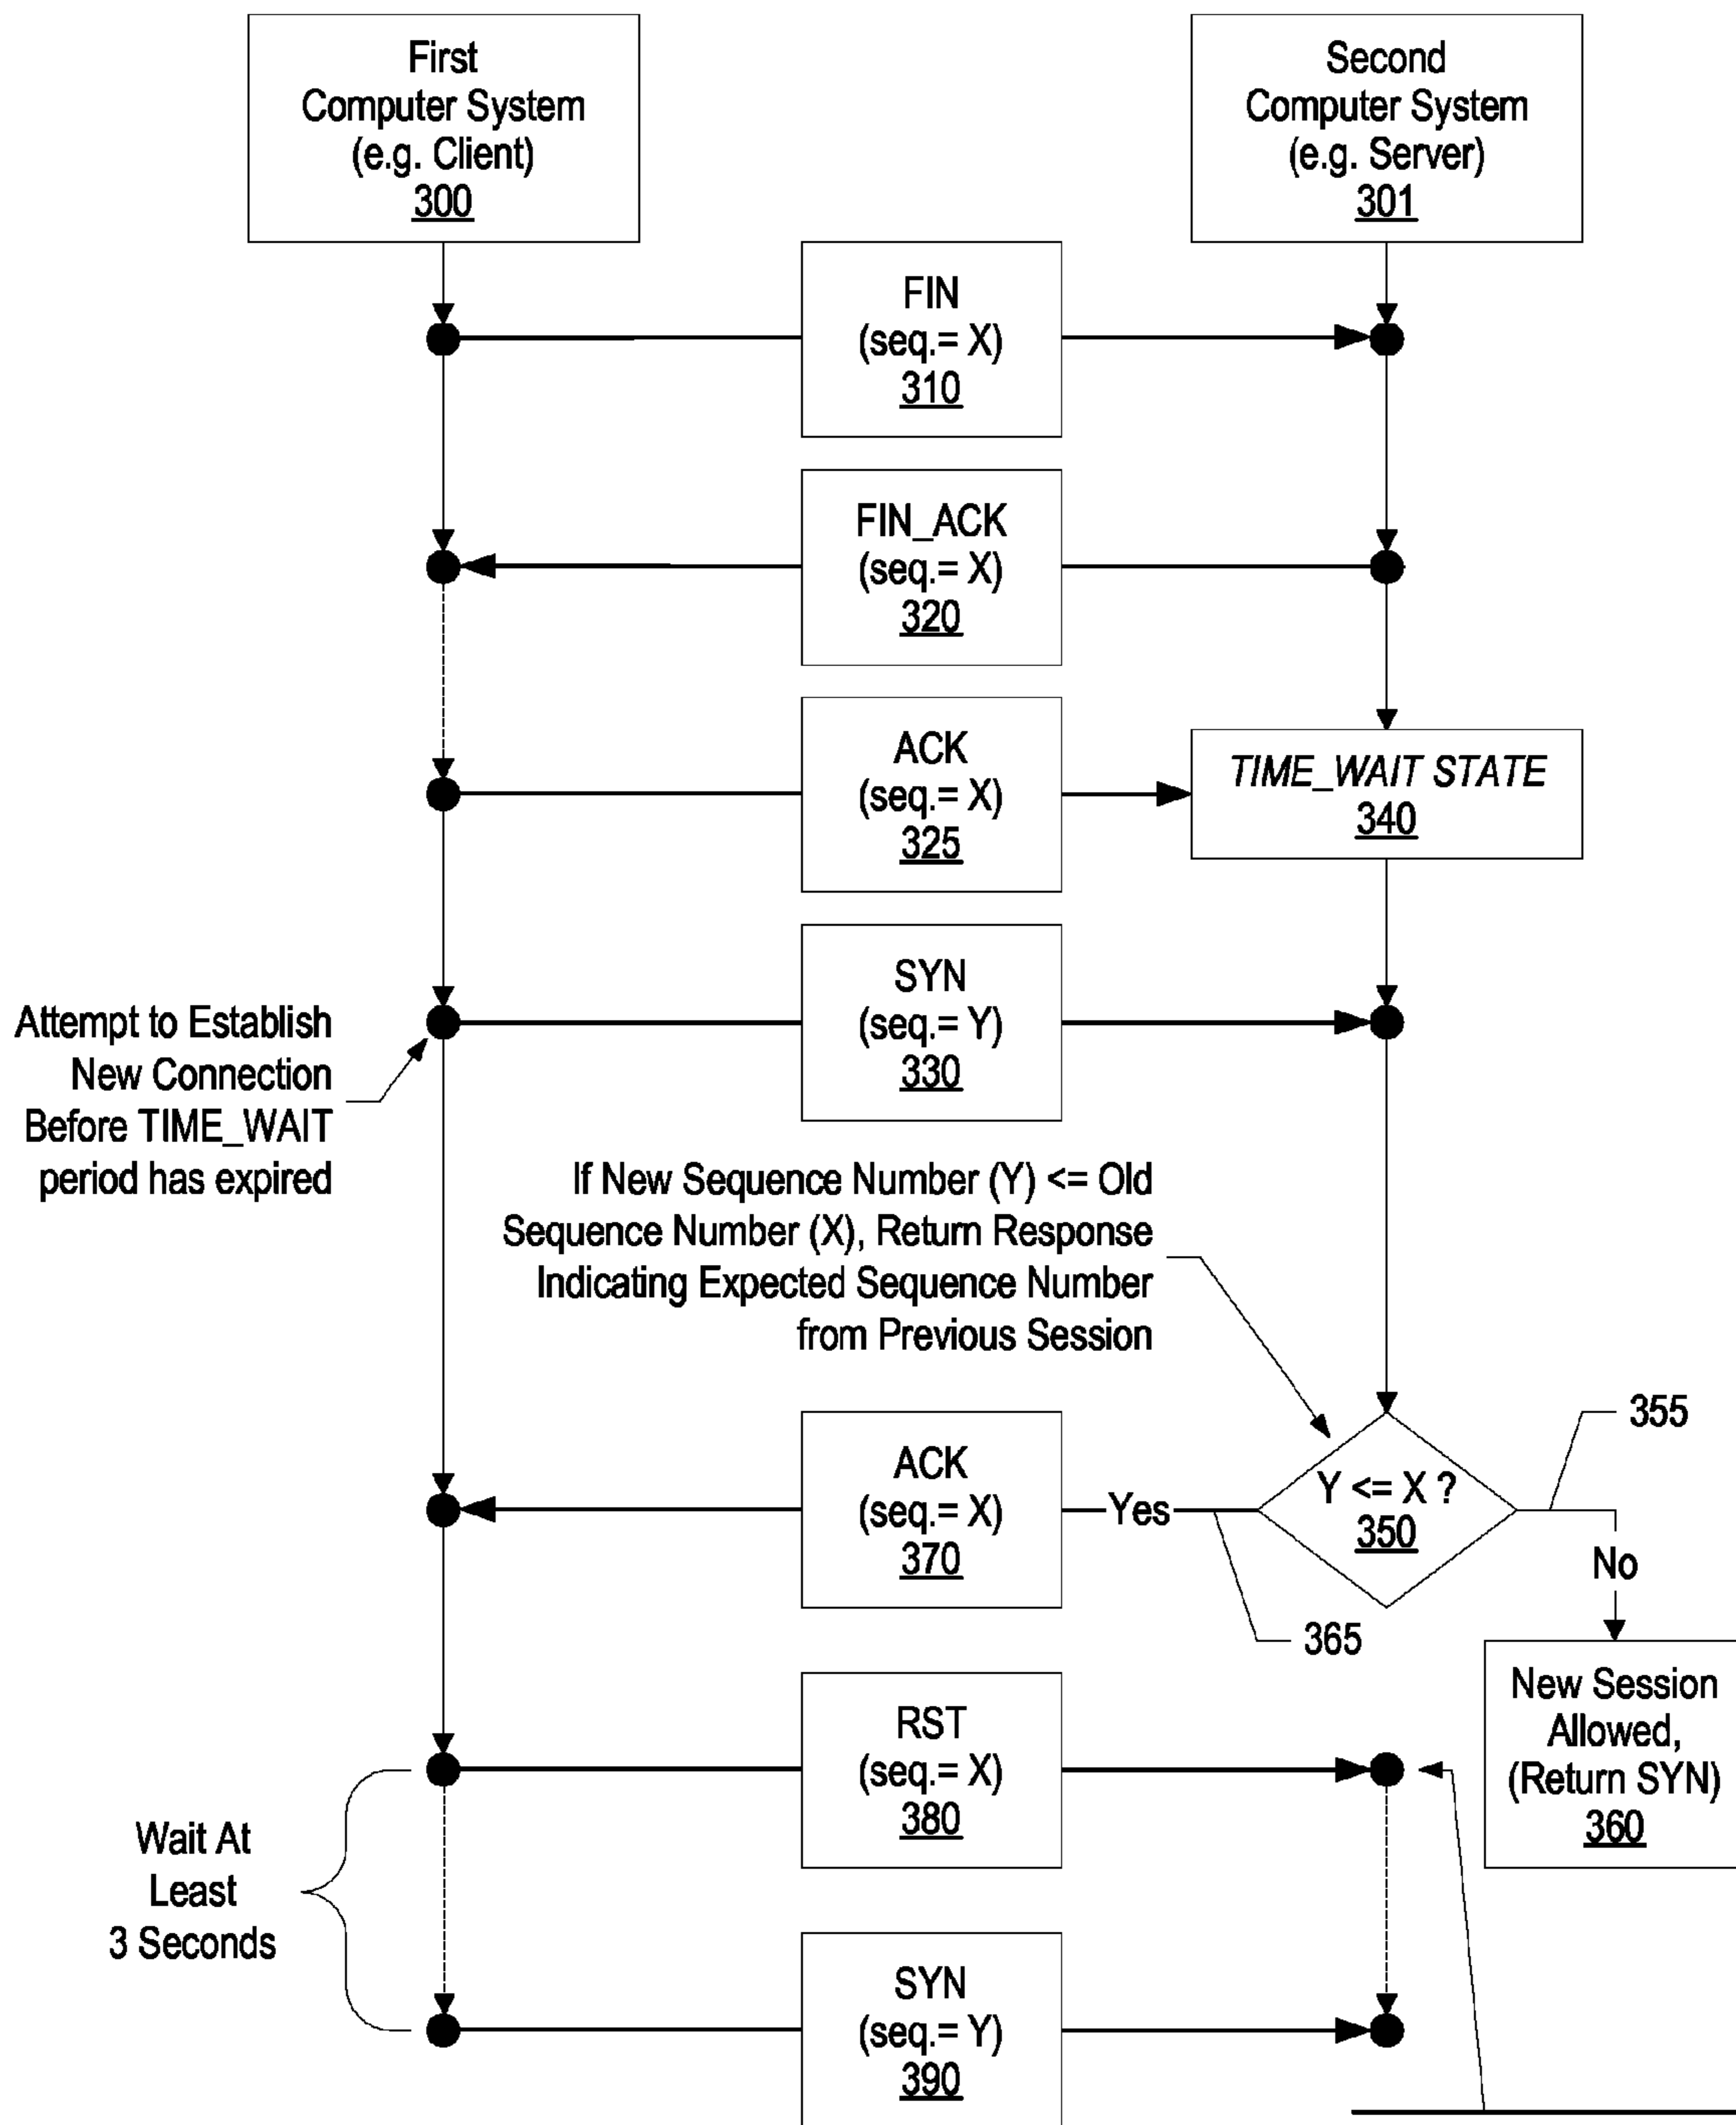 First
Computer System
(e.g. Client)
300
Second
Computer System
(e.g. Server)
301
FIN
(seq.= X)
310
FIN_ACK
(seq.= X)
320
ACK
(seq.= X)
325
TIME_WAIT STATE
340
SYN
(seq.= Y)
330
Attempt to Establish
New Connection
Before TIME_WAIT
period has expired
If New Sequence Number (Y) <= Old
Sequence Number (X), Return Response
Indicating Expected Sequence Number
from Previous Session
355
Y <= X ?
350
Yes
ACK
(seq.= X)
370
No
365
New Session
Allowed,
(Return SYN)
360
RST
(seq.= X)
380
Wait At
Least
3 Seconds
SYN
(seq.= Y)
390